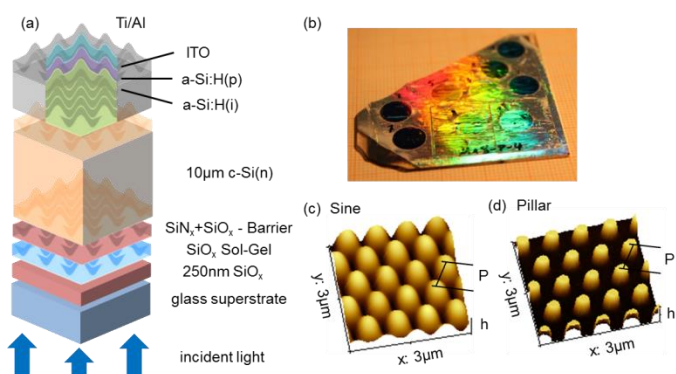 (a)
Ti/Al
ITO
a-Si:H(p)
a-Si:H(i)
10µm c-Si(n)
SiNx+SiOx - Barrier
SiOx Sol-Gel
250nm SiOx
glass superstrate
incident light
(b)
(c) Sine
P
h
y: 3µm
x: 3µm
(d) Pillar
P
h
y: 3µm
x: 3µm